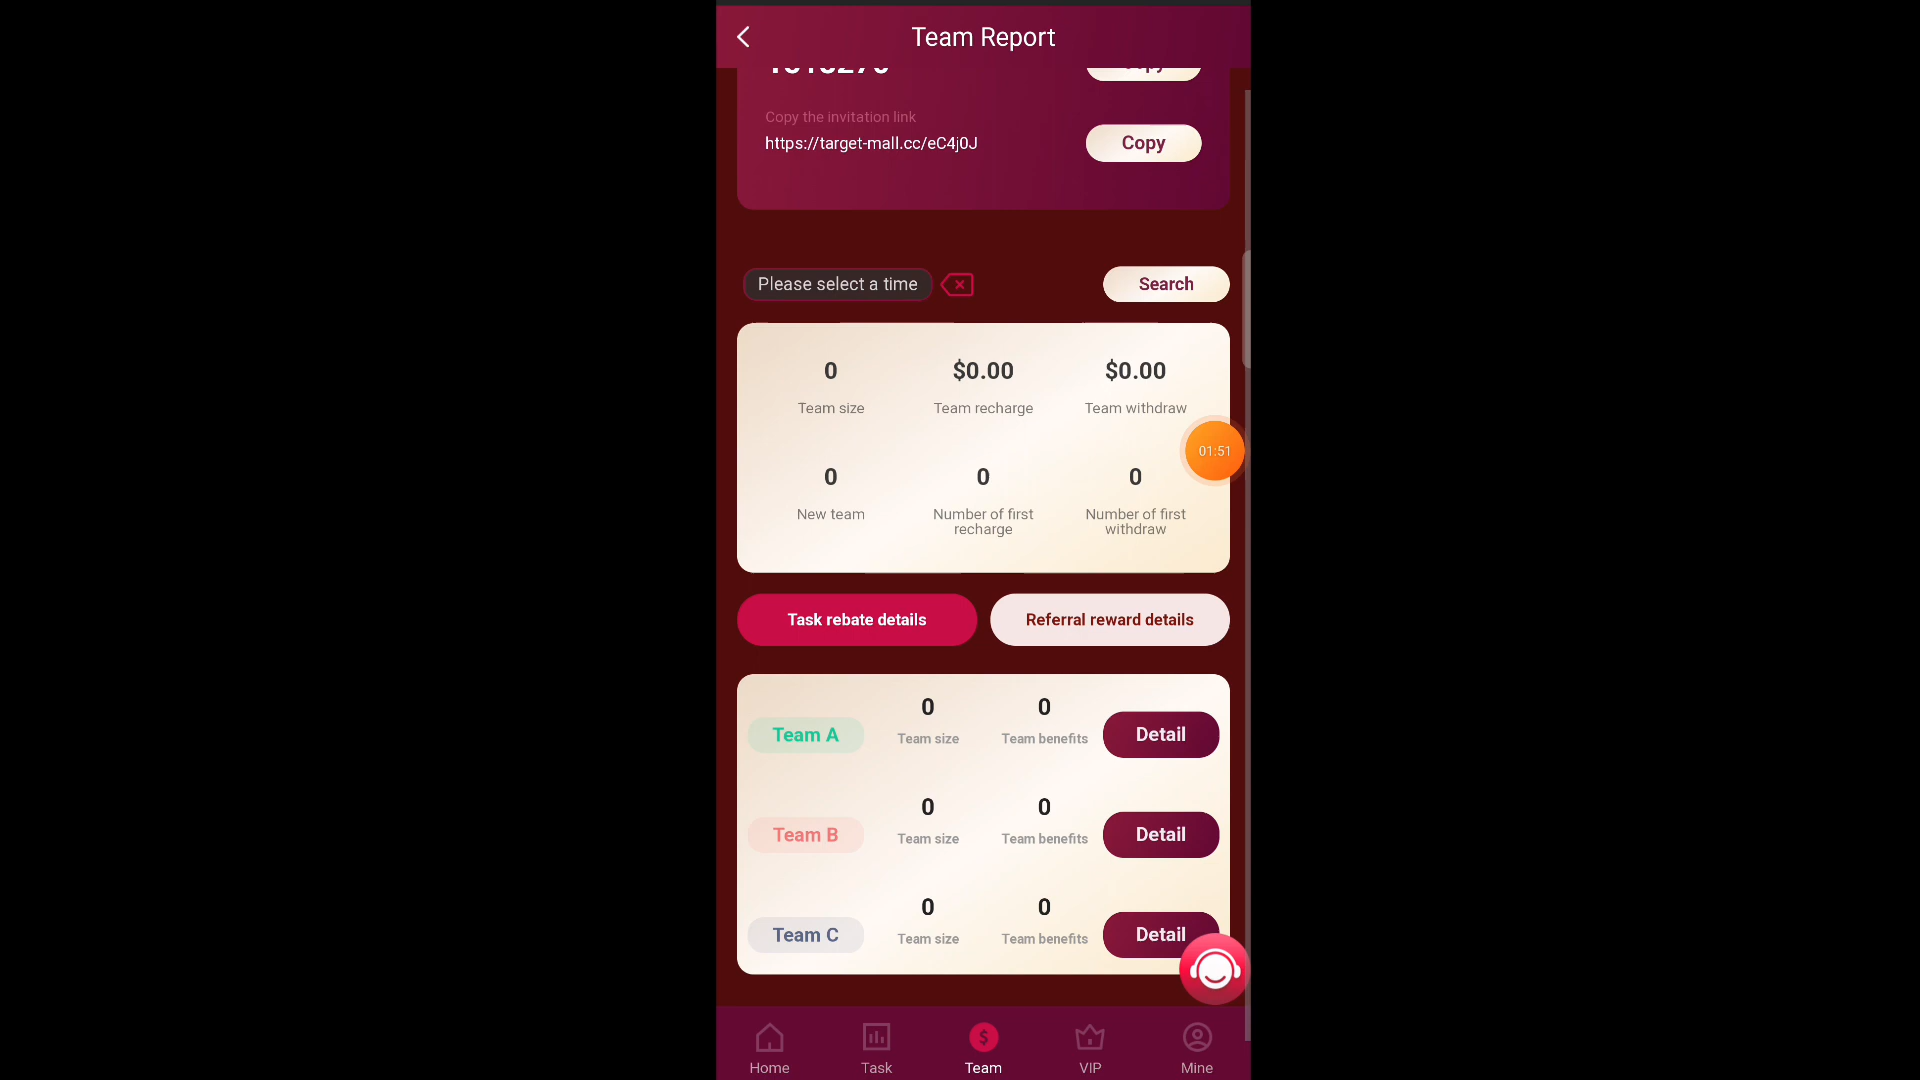 Team Report
Copy the invitation link
https://target-mall.cc/eC4j0J
Copy
Please select a time
Search
0
$0.00
$0.00
Team size
Team recharge
Team withdraw
01:51
0
0
0
New team
Number of first
recharge
Number of first
withdraw
Task rebate details
Referral reward details
Team A
0
Team size
0
Team benefits
Detail
Team B
0
Team size
0
Team benefits
Detail
Team C
0
Team size
0
Team benefits
Detail
Home
Task
Team
VIP
Mine